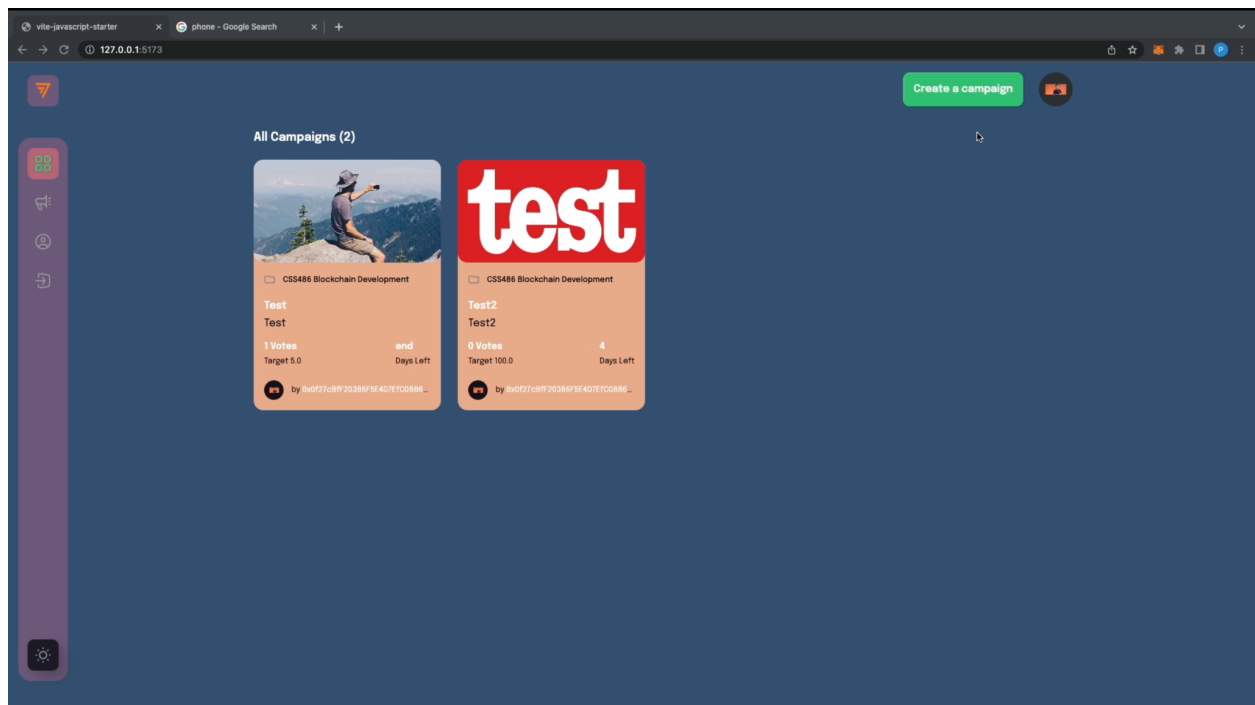 vite-javascript-starter
phone - Google Search
127.0.0.1:5173
P
Create a campaign
All Campaigns (2)
test
CSS486 Blockchain Development
CSS486 Blockchain Development
Test
Test
Test2
Test2
1 Votes
end
Target 5.0
Days Left
0 Votes
4
Target 100.0
Days Left
by
by